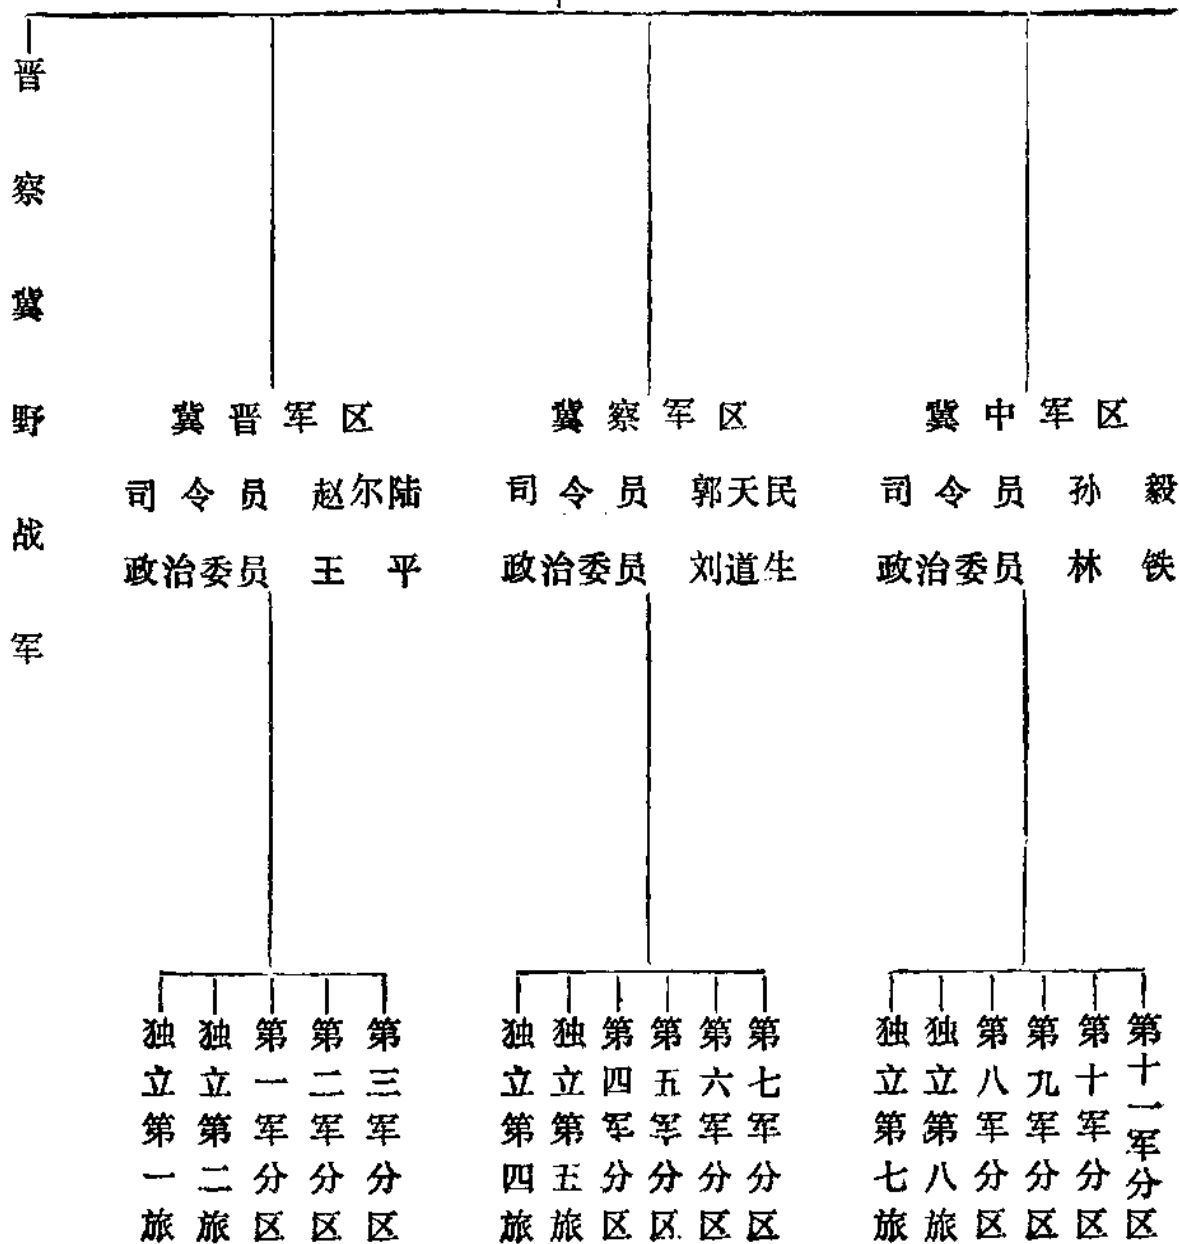 晋察冀野战军
冀晋军区
司令员 赵尔陆
政治委员 王平
独立第一旅
独立第二旅
第一军分区
第二军分区
第三军分区
冀察军区
司令员 郭天民
政治委员 刘道生
独立第四旅
独立第五旅
第四军分区
第五军分区
第六军分区
第七军分区
冀中军区
司令员 孙毅
政治委员 林铁
独立第七旅
独立第八旅
第八军分区
第九军分区
第十军分区
第十一军分区